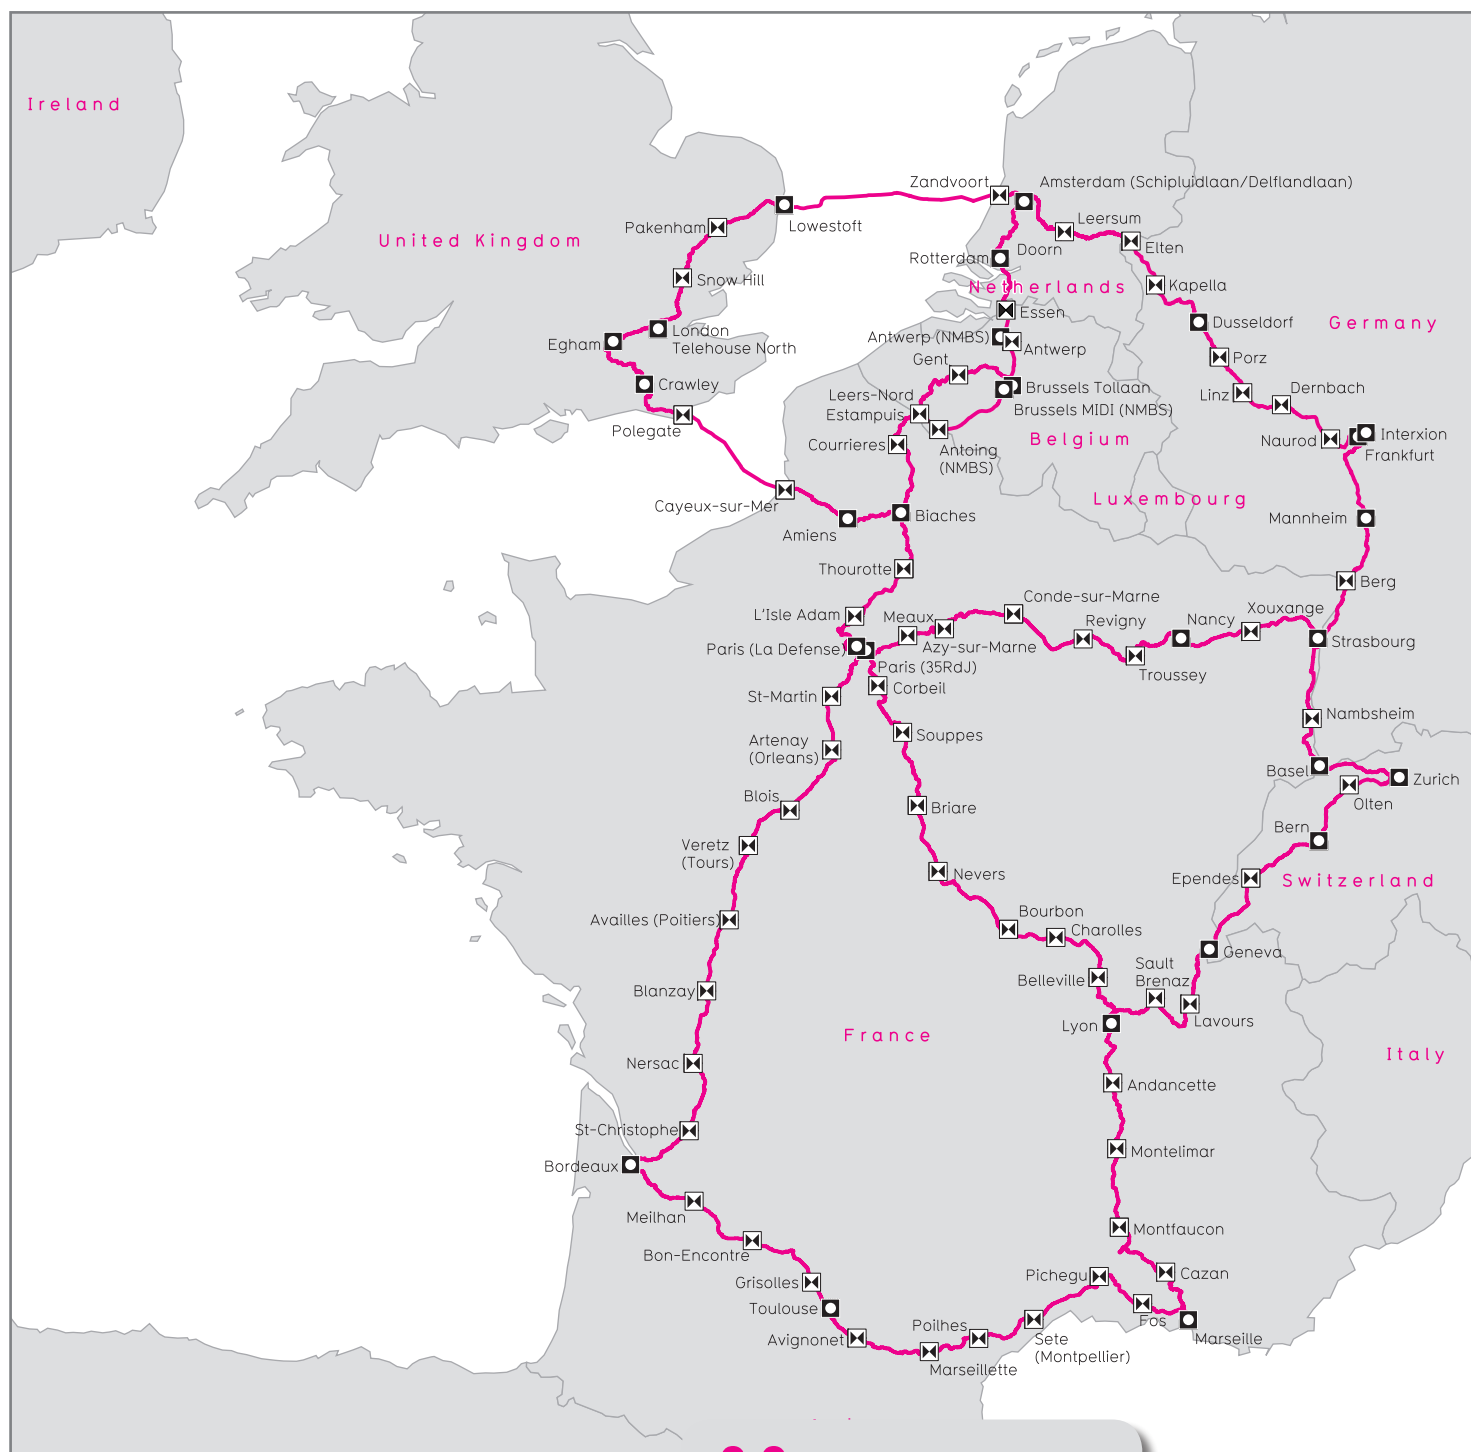 Ireland
United Kingdom
Zandvoort
Amsterdam (Schipluidlaan/Delflandlaan)
Pakenham
Lowestoft
Leersum
Elten
Rotterdam
Doorn
Snow Hill
Netherlands
Kapella
Essen
Dusseldorf
Germany
London
Telehouse North
Egham
Antwerp (NMBS)
Antwerp
Porz
Gent
Crawley
Brussels Tollaan
Linz
Dernbach
Leers-Nord
Estampuis
Brussels MIDI (NMBS)
Polegate
Courrieres
Belgium
Naurod
Interxion
Frankfurt
Antoing
(NMBS)
Luxembourg
Cayeux-sur-Mer
Biaches
Mannheim
Amiens
Thourotte
Berg
L'Isle Adam
Meaux
Conde-sur-Marne
Revigny
Nancy
Xouxange
Paris (La Defense)
Azy-sur-Marne
Strasbourg
Paris (35RdJ)
Troussey
St-Martin
Corbeil
Nambsheim
Artenay
(Orleans)
Souppes
Basel
Zurich
Blois
Briare
Olten
Bern
Veretz
(Tours)
Nevers
Ependes
Switzerland
Availles (Poitiers)
Bourbon
Charolles
Geneva
Sault
Brenaz
Belleville
Blanzay
Lavours
Lyon
France
Italy
Nersac
Andancette
St-Christophe
Montelimar
Bordeaux
Meilhan
Montfaucon
Bon-Encontre
Grisolles
Pichegu
Cazan
Toulouse
Fos
Avignonet
Poilhes
Sete
(Montpellier)
Marseille
Marseillette